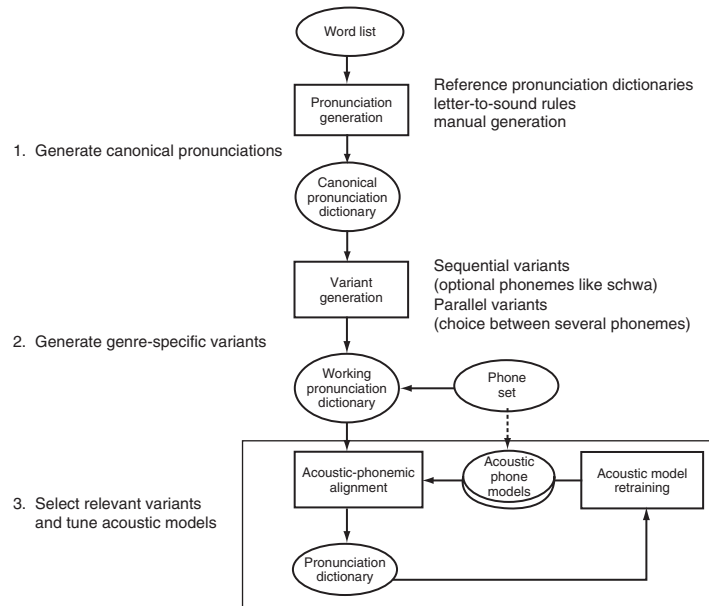 Word list
Pronunciation
generation
Reference pronunciation dictionaries
letter-to-sound rules
manual generation
1. Generate canonical pronunciations
Canonical
pronunciation
dictionary
Variant
generation
Sequential variants
(optional phonemes like schwa)
Parallel variants
(choice between several phonemes)
2. Generate genre-specific variants
Working
pronunciation
dictionary
Phone
set
Acoustic-phonemic
alignment
Acoustic
phone
models
Acoustic model
retraining
3. Select relevant variants
and tune acoustic models
Pronunciation
dictionary